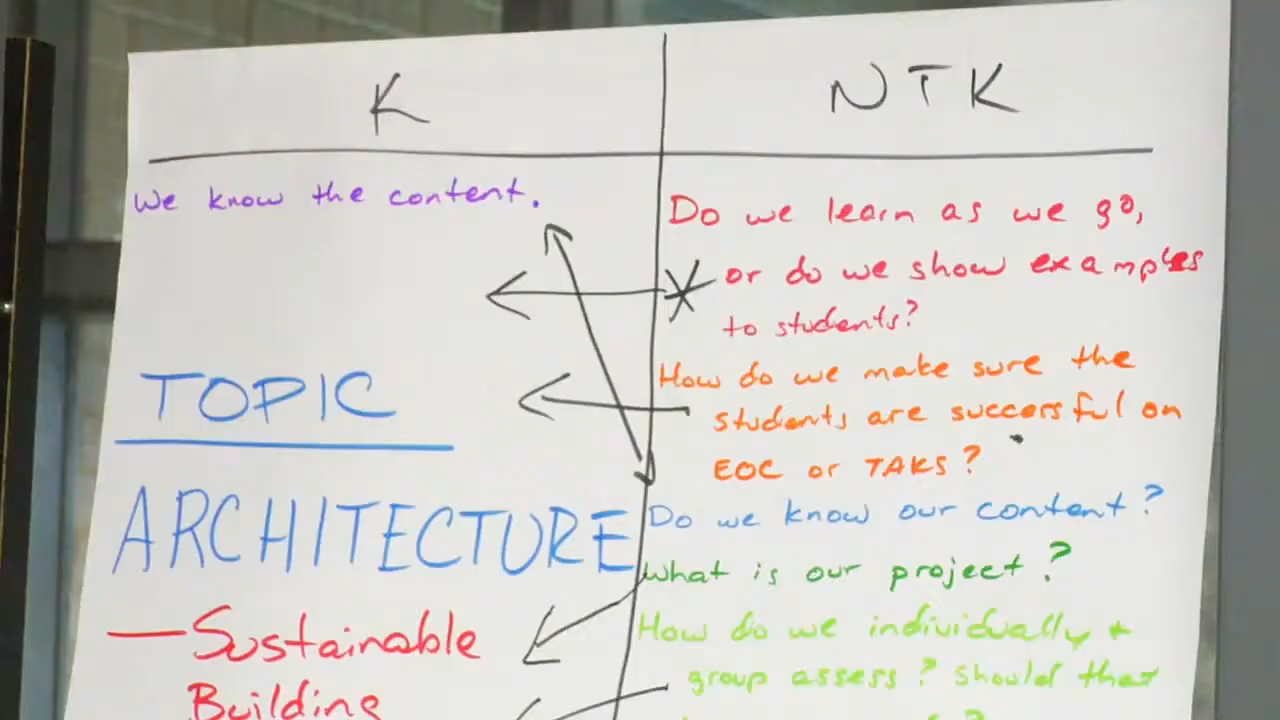 K
NTK
We know the content.
TOPIC
ARCHITECTURE
— Sustainable
Building
Do we learn as we go,
or do we show examples
to students?
How do we make sure the
students are successful on
EOC or TAKS?
Do we know our content?
What is our project?
How do we individually +
group assess? Should that